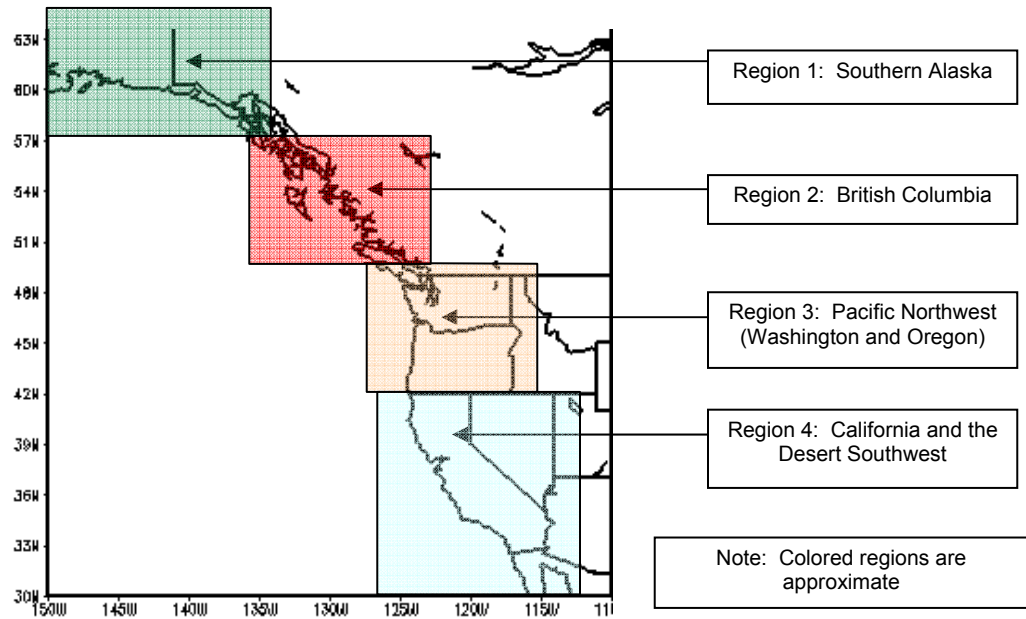 63N
60N
57N
54N
51N
48N
45N
42N
39N
36N
33N
30N
150W 145W 140W 135W 130W 125W 120W 115W 110
Region 1: Southern Alaska
Region 2: British Columbia
Region 3: Pacific Northwest
(Washington and Oregon)
Region 4: California and the
Desert Southwest
Note: Colored regions are
approximate